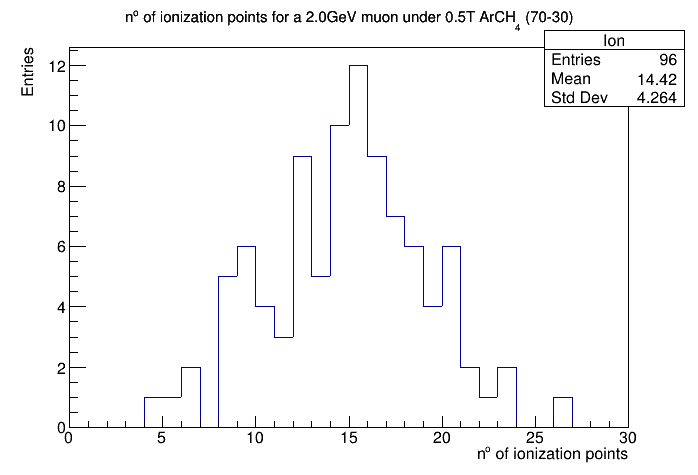 nº of ionization points for a 2.0GeV muon under 0.5T ArCH4 (70-30)
Ion
Entries 96
Mean 14.42
Std Dev 4.264
Entries
12
10
8
6
4
2
0
0 5 10 15 20 25 30
nº of ionization points